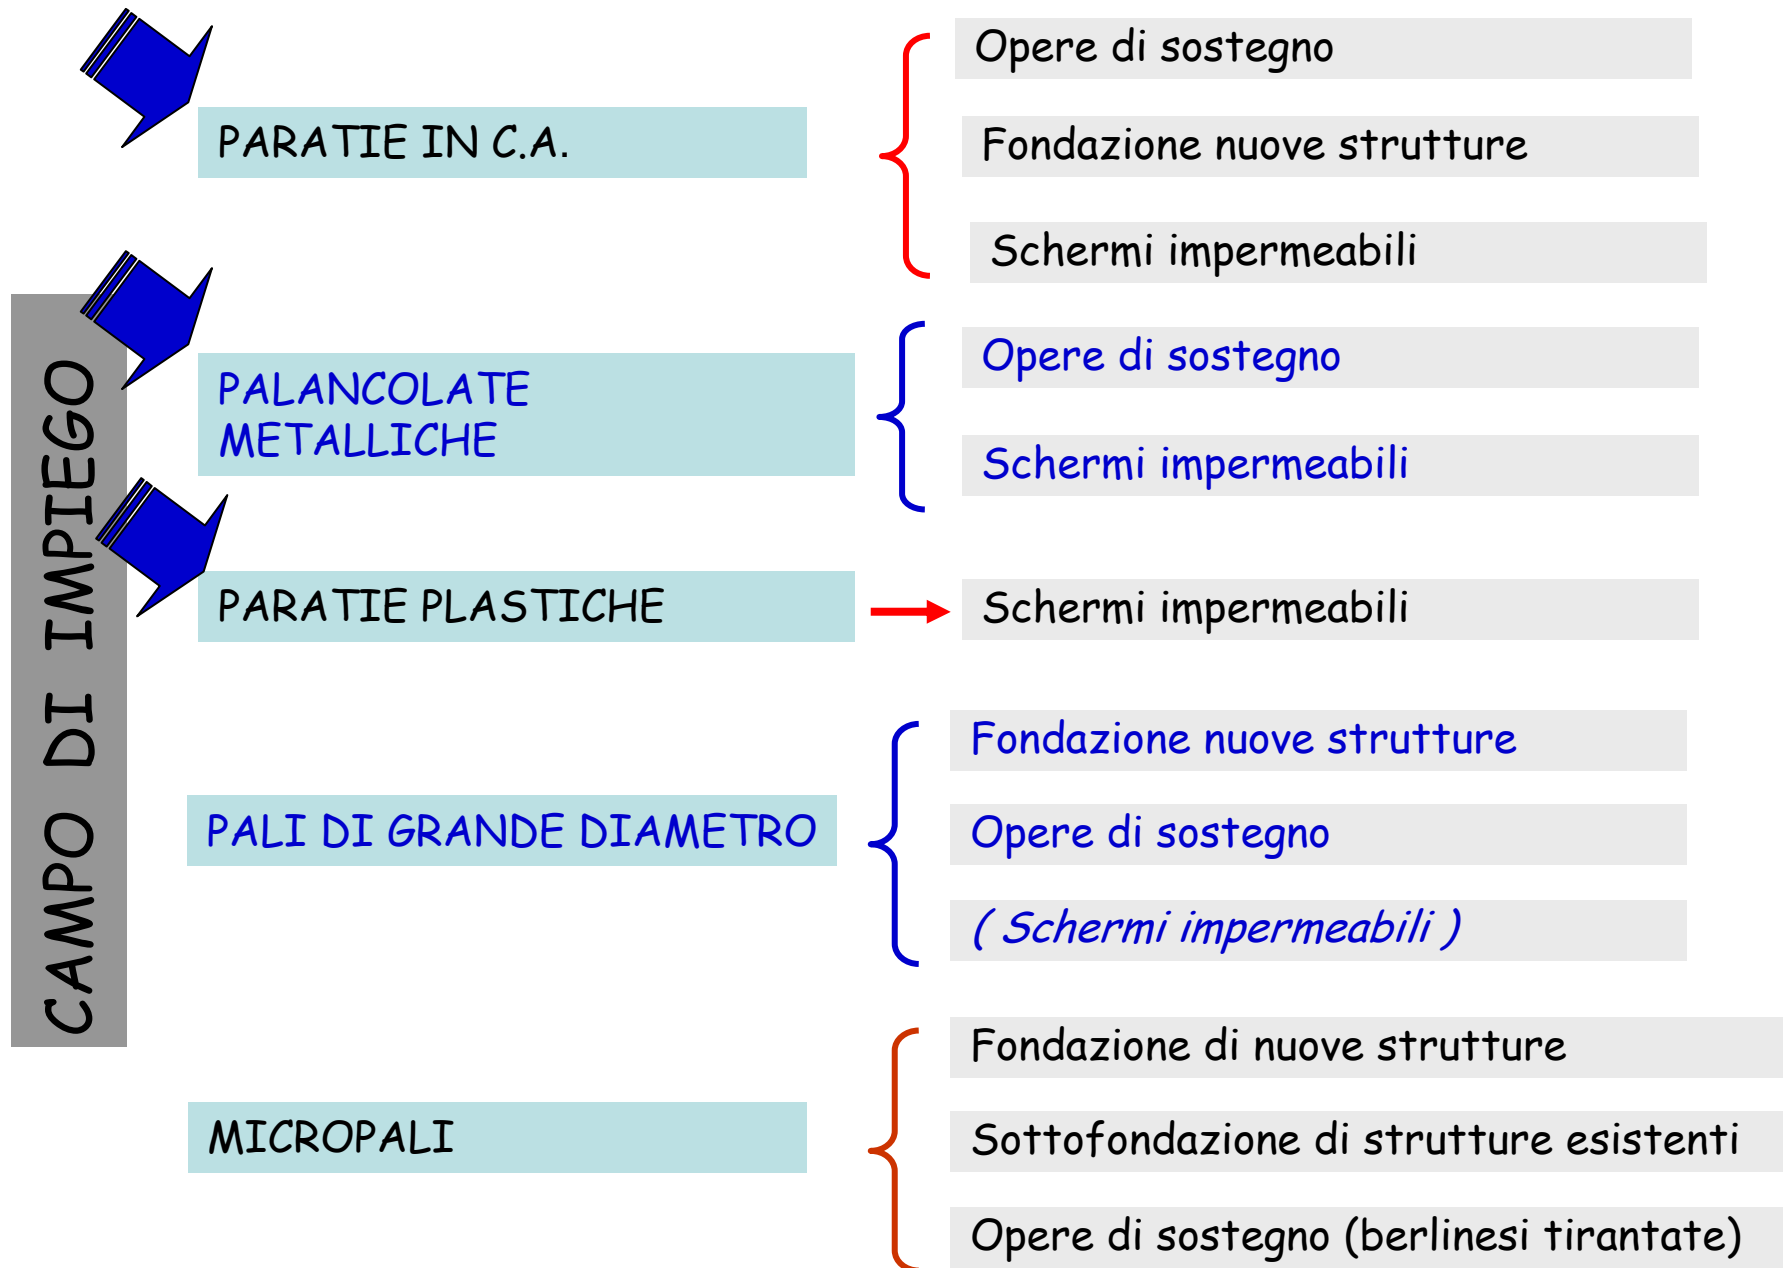 CAMPO DI IMPIEGO
PARATIE IN C.A.
Opere di sostegno
Fondazione nuove strutture
Schermi impermeabili
PALANCOLATE
METALLICHE
Opere di sostegno
Schermi impermeabili
PARATIE PLASTICHE
Schermi impermeabili
PALI DI GRANDE DIAMETRO
Fondazione nuove strutture
Opere di sostegno
( Schermi impermeabili )
MICROPALI
Fondazione di nuove strutture
Sottofondazione di strutture esistenti
Opere di sostegno (berlinesi tirantate)